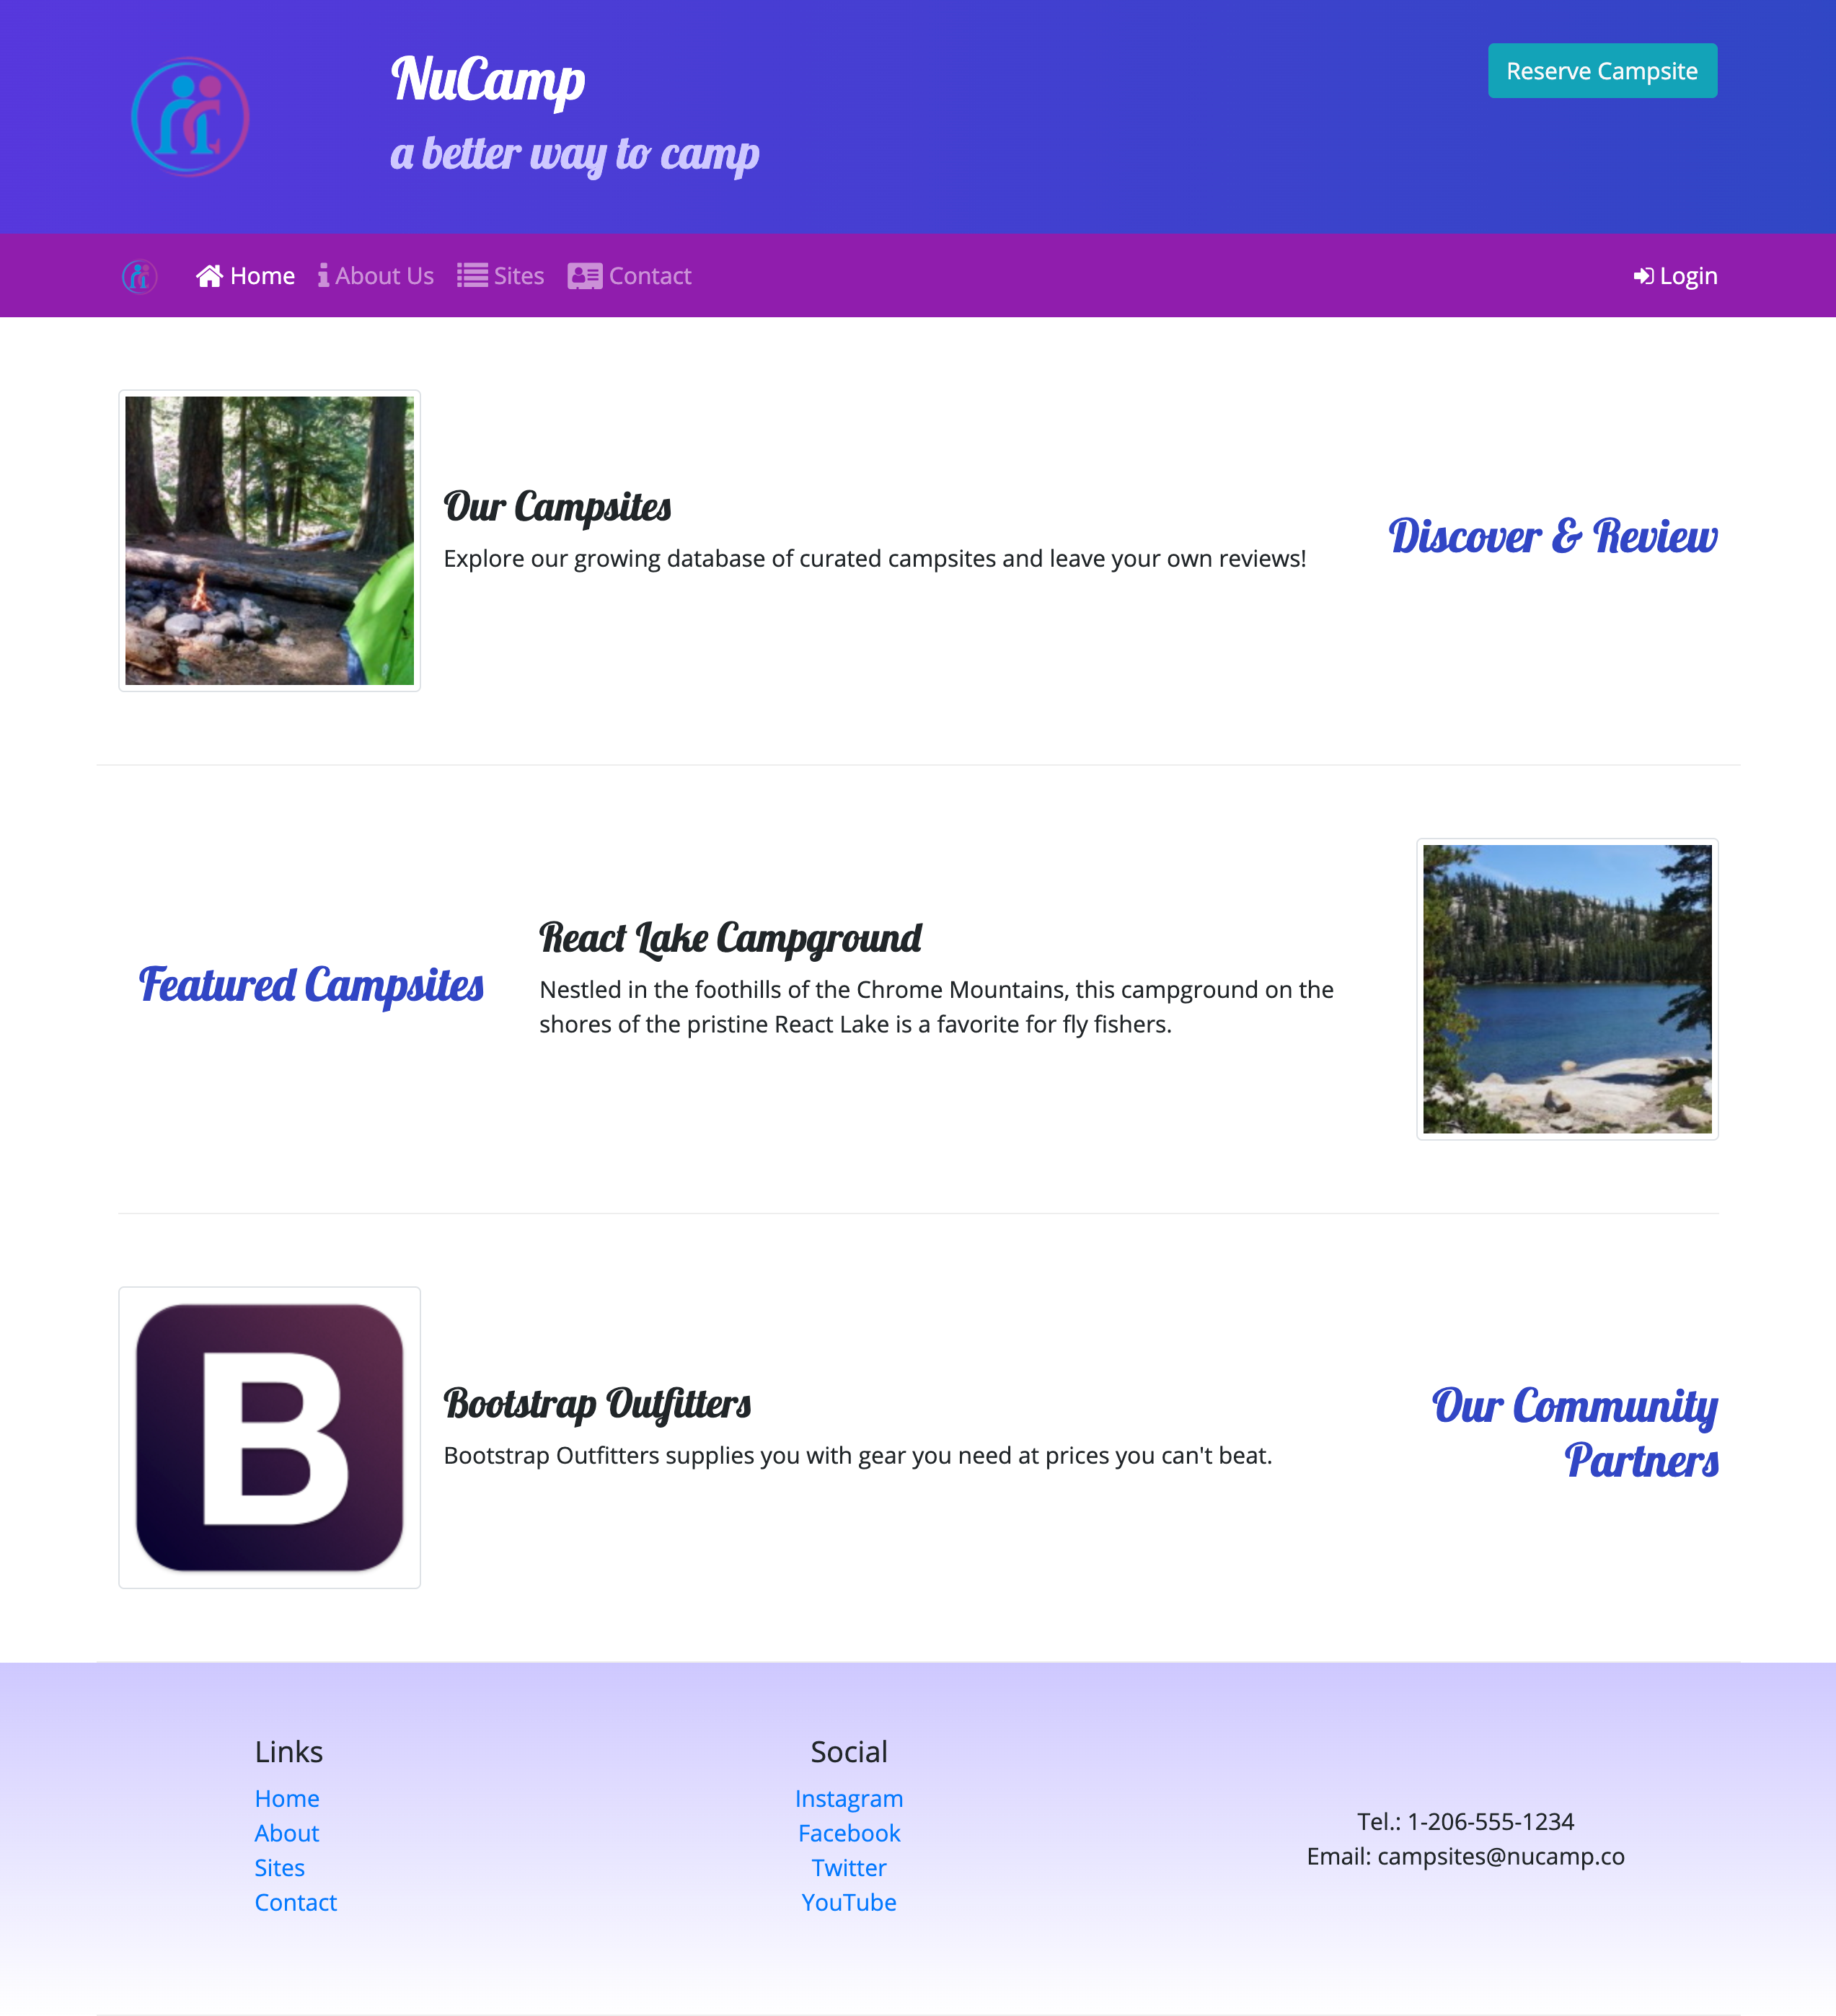 NuCamp
a better way to camp
Reserve Campsite
Home About Us Sites Contact
Login
Our Campsites
Explore our growing database of curated campsites and leave your own reviews!
Discover & Review
Featured Campsites
React Lake Campground
Nestled in the foothills of the Chrome Mountains, this campground on the
shores of the pristine React Lake is a favorite for fly fishers.
B
Bootstrap Outfitters
Bootstrap Outfitters supplies you with gear you need at prices you can't beat.
Our Community
Partners
Links
Home
About
Sites
Contact
Social
Instagram
Facebook
Twitter
YouTube
Tel.: 1-206-555-1234
Email: campsites@nucamp.co